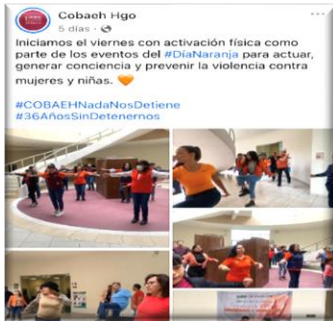 Cobaeh Hgo
5 días ·
Iniciamos el viernes con activación física como
parte de los eventos del #DíaNaranja para actuar,
generar conciencia y prevenir la violencia contra
mujeres y niñas.
#COBAEHNadaNosDetiene
#36AñosSinDetenernos